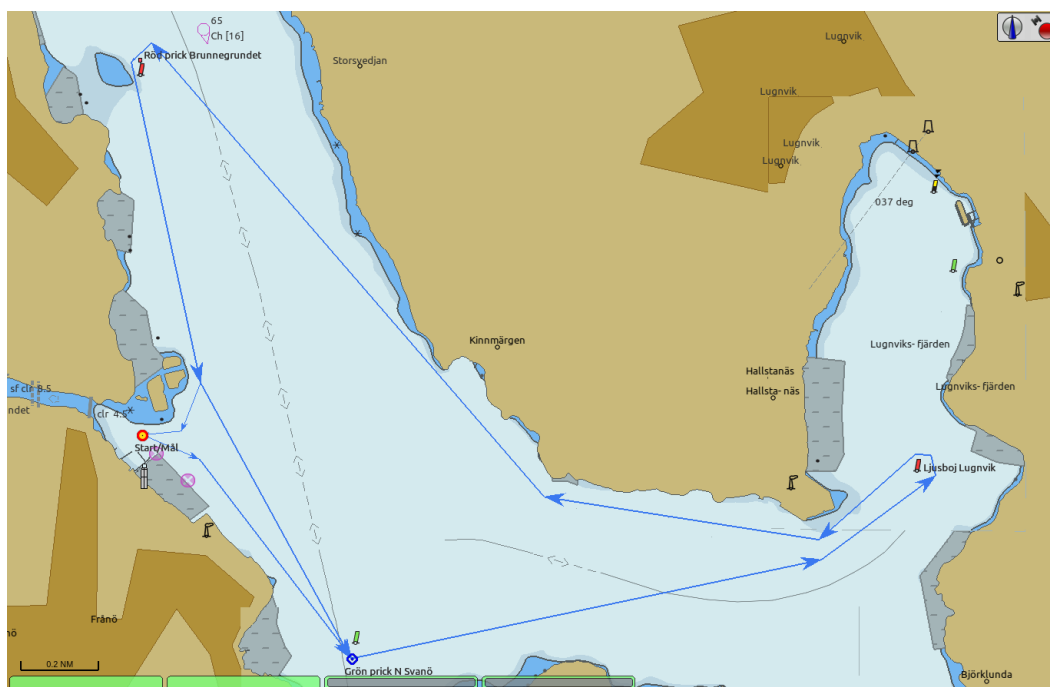 65
Ch [16]
Röd prick Brunnegrundet
Storsvedjan
Lugnvik
Lugnvik
Lugnvik
Lugnvik
037 deg
Kinnmärgen
Lugnviks- fjärden
Hallstanäs
Lugnviks- fjärden
Hallsta- näs
sf clr 8.5
ndet
clr 4.5
Start/Mål
Ljusboj Lugnvik
Frånö
nö
0.2 NM
Grön prick N Svanö
Björklunda